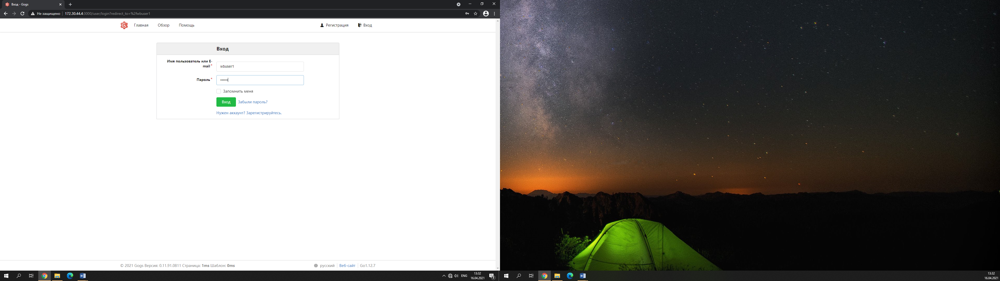 Вход - Gogs
Не защищено 172.30.44.4:3000/user/login?redirect_to=%2fwbuser1
Главная Обзор Помощь Регистрация Вход
Вход
Имя пользователь или E-
mail*
wbuser1
Пароль*
Запомнить меня
Вход Забыли пароль?
Нужен аккаунт? Зарегистрируйтесь.
© 2021 Gogs Версия: 0.11.91.0811 Страница: 1ms Шаблон: 0ms русский Веб-сайт Go1.12.7
ENG
13:32
16.04.2021
3
13:32
16.04.2021